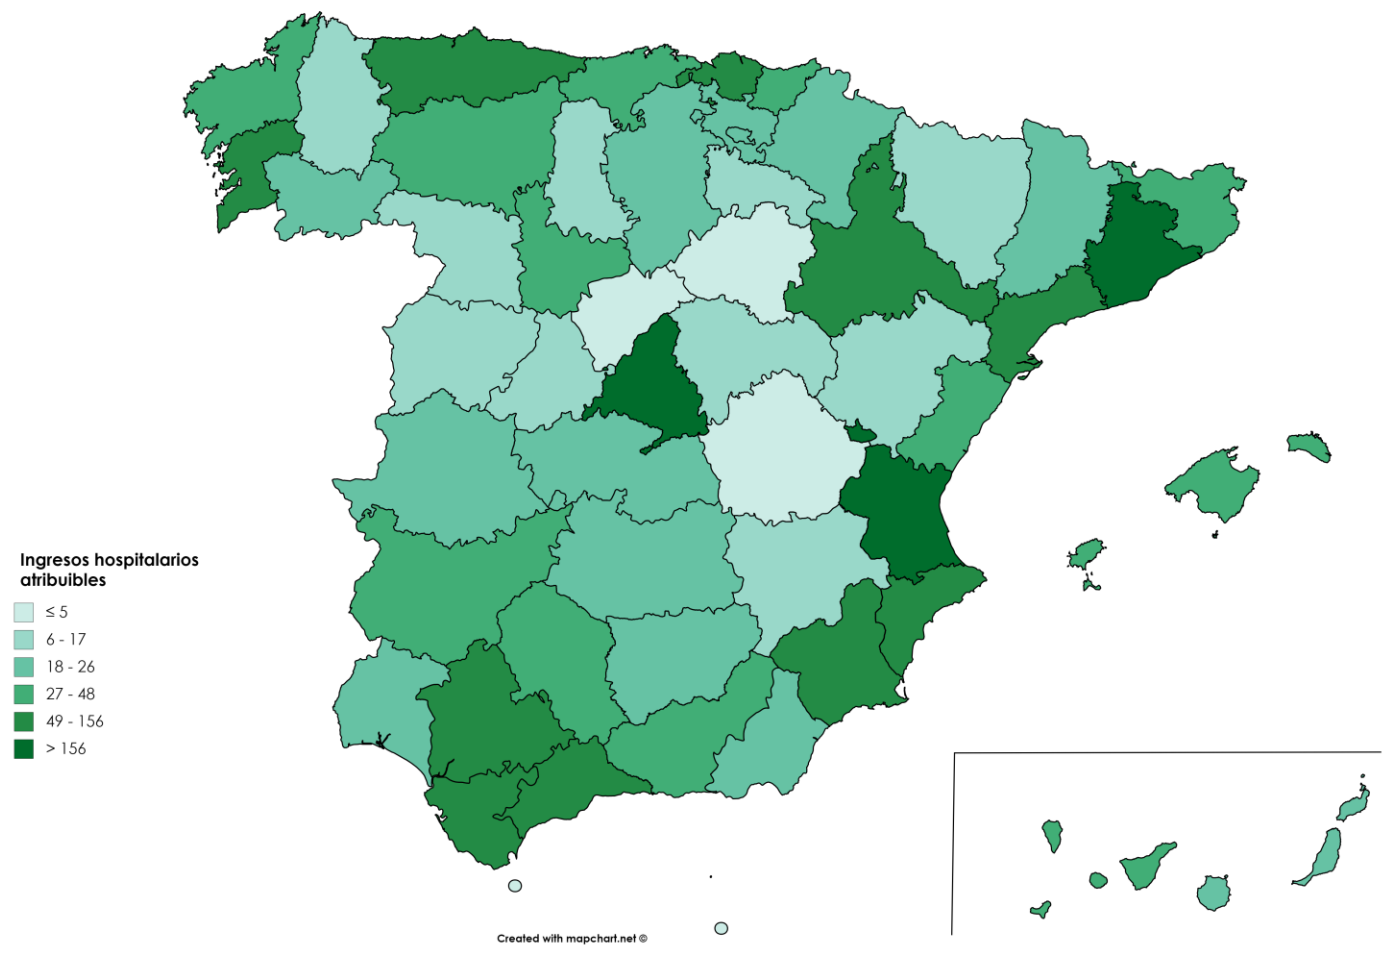 Ingresos hospitalarios
atribuibles
≤ 5
6 - 17
18 - 26
27 - 48
49 - 156
> 156
Created with mapchart.net ©